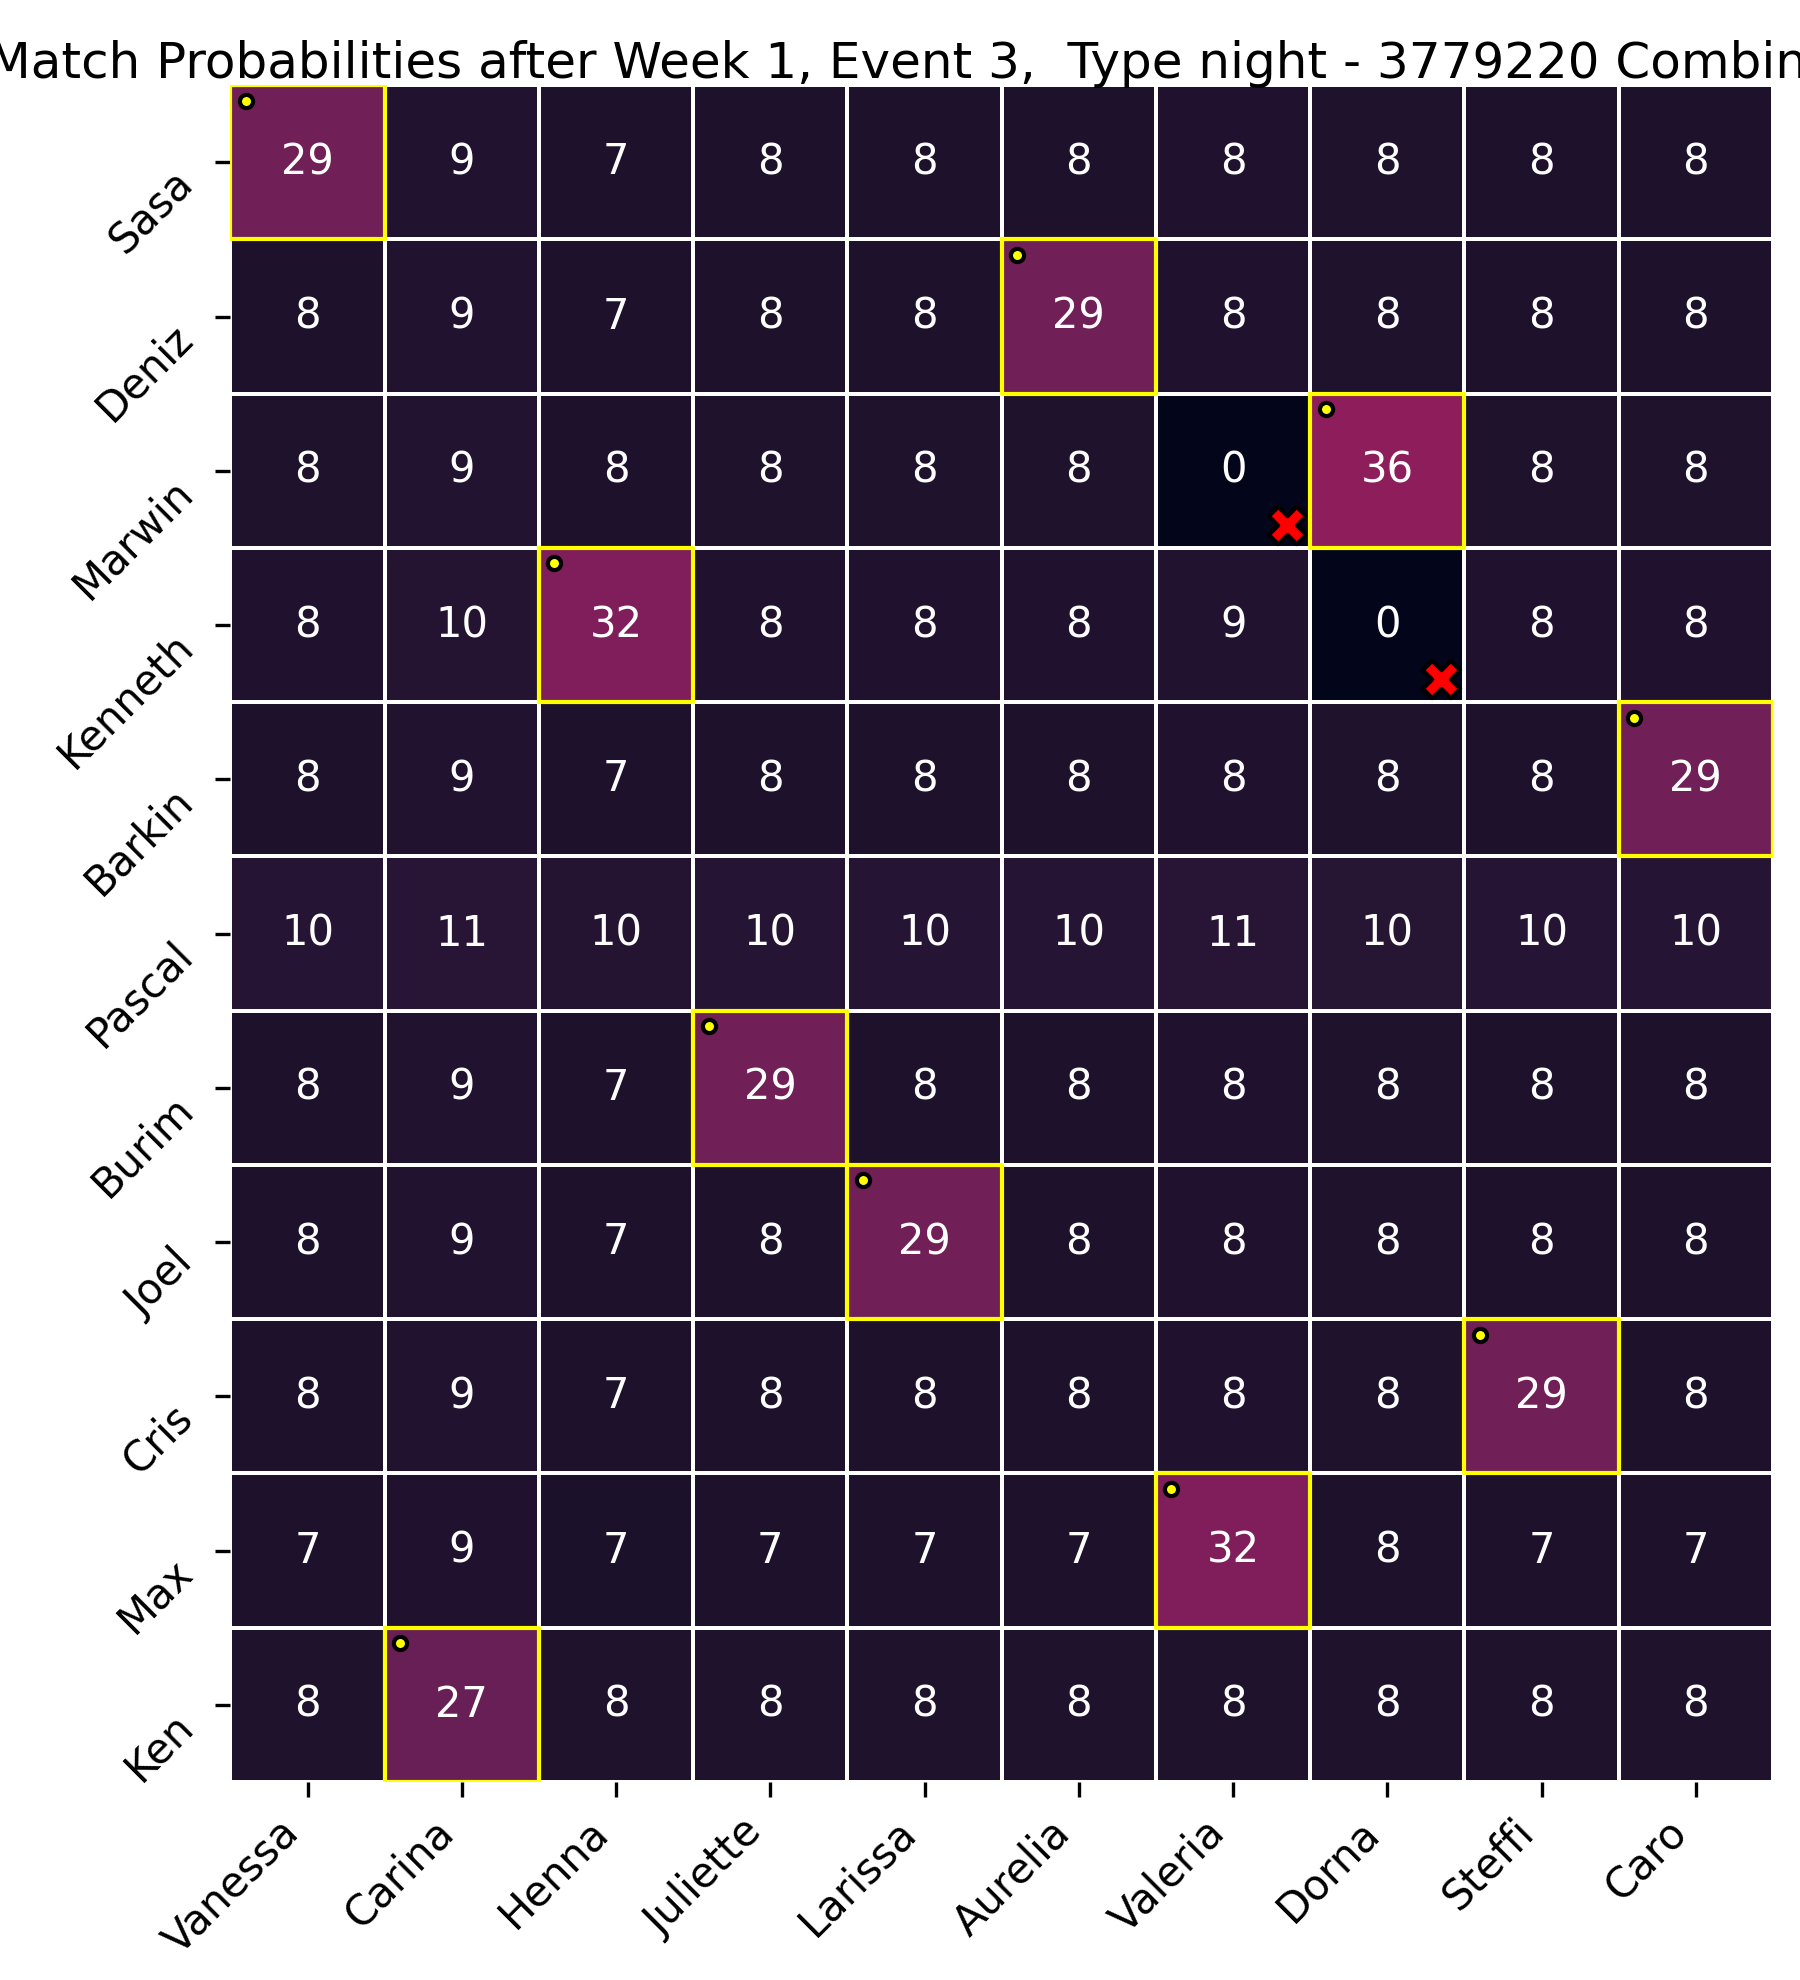 Match Probabilities after Week 1, Event 3,  Type night - 3779220 Combin
Sasa 29 9 7 8 8 8 8 8 8 8
Deniz 8 9 7 8 8 29 8 8 8 8
Marwin 8 9 8 8 8 8 0 36 8 8
Kenneth 8 10 32 8 8 8 9 0 8 8
Barkin 8 9 7 8 8 8 8 8 8 29
Pascal 10 11 10 10 10 10 11 10 10 10
Burim 8 9 7 29 8 8 8 8 8 8
Joel 8 9 7 8 29 8 8 8 8 8
Cris 8 9 7 8 8 8 8 8 29 8
Max 7 9 7 7 7 7 32 8 7 7
Ken 8 27 8 8 8 8 8 8 8 8
Vanessa Carina Henna Juliette Larissa Aurelia Valeria Dorna Steffi Caro